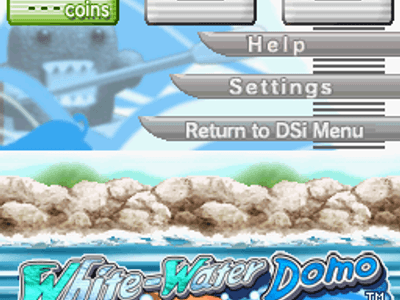 --- coins
Help
Settings
Return to DSi Menu
White-Water Domo
TM